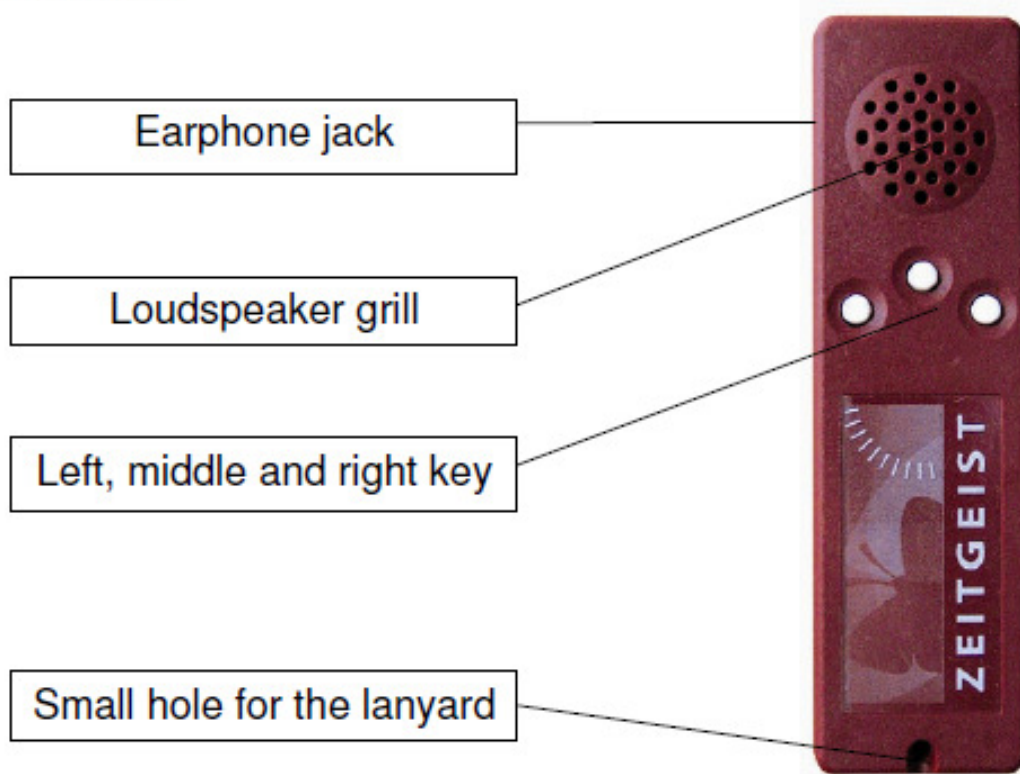 Earphone jack
Loudspeaker grill
Left, middle and right key
Small hole for the lanyard
ZEITGEIST